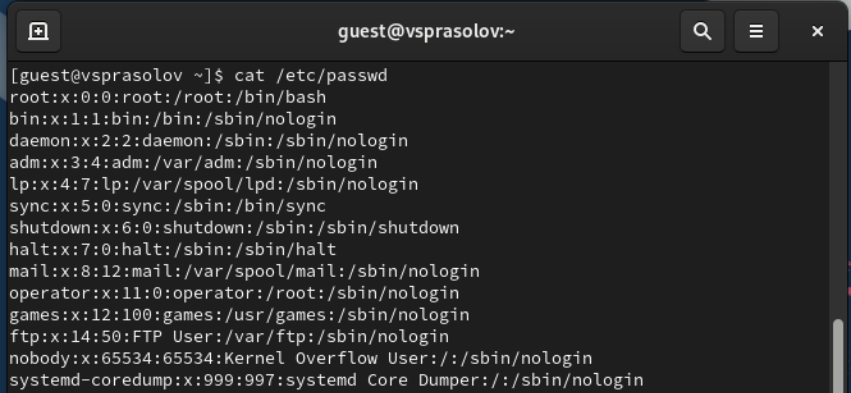 guest@vsprasolov:~
[guest@vsprasolov ~]$ cat /etc/passwd
root:x:0:0:root:/root:/bin/bash
bin:x:1:1:bin:/bin:/sbin/nologin
daemon:x:2:2:daemon:/sbin:/sbin/nologin
adm:x:3:4:adm:/var/adm:/sbin/nologin
lp:x:4:7:lp:/var/spool/lpd:/sbin/nologin
sync:x:5:0:sync:/sbin:/bin/sync
shutdown:x:6:0:shutdown:/sbin:/sbin/shutdown
halt:x:7:0:halt:/sbin:/sbin/halt
mail:x:8:12:mail:/var/spool/mail:/sbin/nologin
operator:x:11:0:operator:/root:/sbin/nologin
games:x:12:100:games:/usr/games:/sbin/nologin
ftp:x:14:50:FTP User:/var/ftp:/sbin/nologin
nobody:x:65534:65534:Kernel Overflow User:/:/sbin/nologin
systemd-coredump:x:999:997:systemd Core Dumper:/:/sbin/nologin